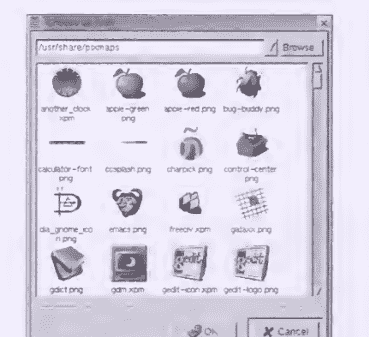 /usr/share/pixmaps
Browse
another_clock
.xpm
apple-green
.png
apple-red.png
bug-buddy.png
calculator-font
.png
cosplash.png
charpick.png
control-center
.png
dia_gnome_ico
n.png
emacs.png
freeciv.xpm
galaxix.png
gdict.png
gdm.xpm
gedit-icon.xpm
gedit-logo.png
OK
Cancel